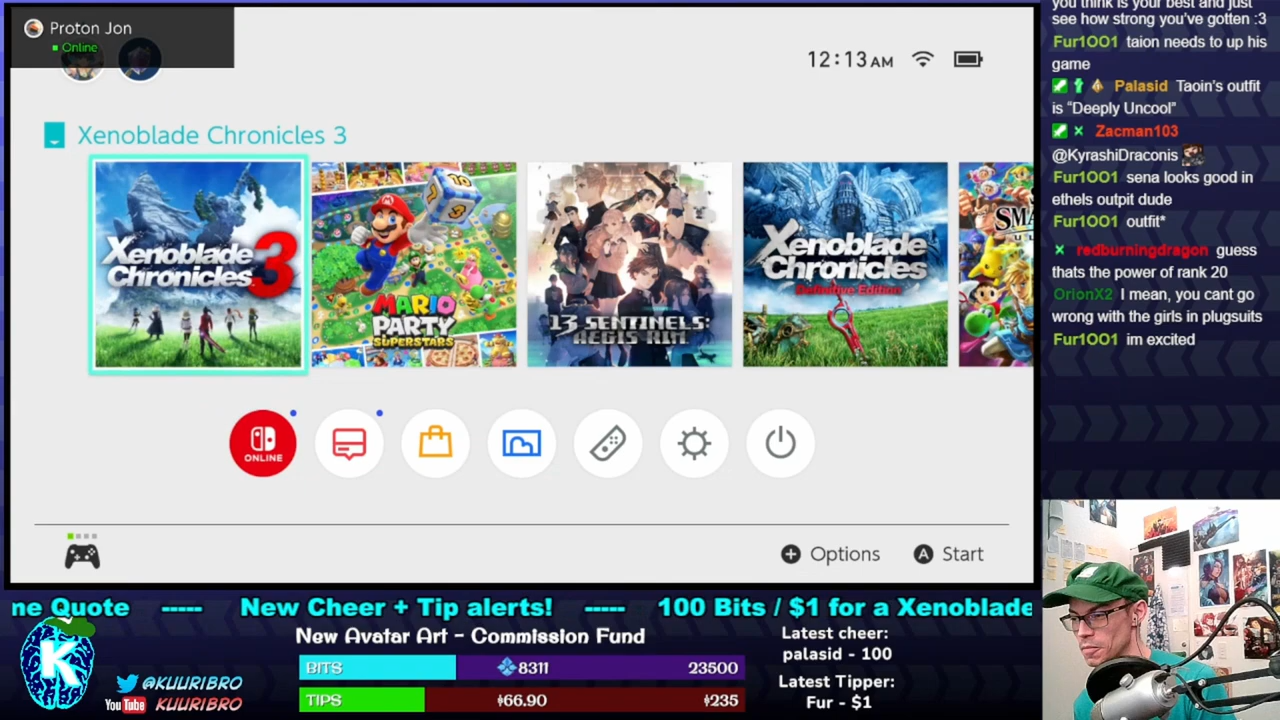 Proton Jon
Online
12:13 AM
Xenoblade Chronicles 3
Xenoblade
Chronicles 3
MARIO
PARTY
SUPERSTARS
13 SENTINELS:
AEGIS RIM
Xenoblade
Chronicles
Definitive Edition
SMA
UL
ONLINE
Options
Start
you think is your best and just
see how strong you've gotten :3
Fur1001 taion needs to up his
game
Palasid Taoin's outfit
is "Deeply Uncool"
Zacman103
@KyrashiDraconis
Fur1001 sena looks good in
ethels outpit dude
Fur1001 outfit*
redburningdragon guess
thats the power of rank 20
OrionX2 I mean, you cant go
wrong with the girls in plugsuits
Fur1001 im excited
ne Quote ----- New Cheer + Tip alerts! ----- 100 Bits / $1 for a Xenoblade
New Avatar Art - Commission Fund
BITS 8311 23500
TIPS $66.90 $235
K
@KUURIBRO
YouTube KUURIBRO
Latest cheer:
palasid - 100
Latest Tipper:
Fur - $1